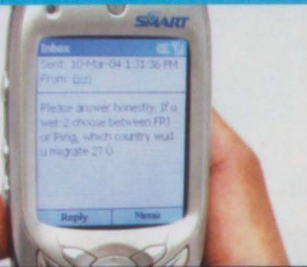 SMART
Inbox
Sent: 10-Mar-04 1:31:36 PM
From:
Please answer honestly. If u
wer 2 choose between FPJ
or Ping, which country wud
u migrate 2?
Reply Menu